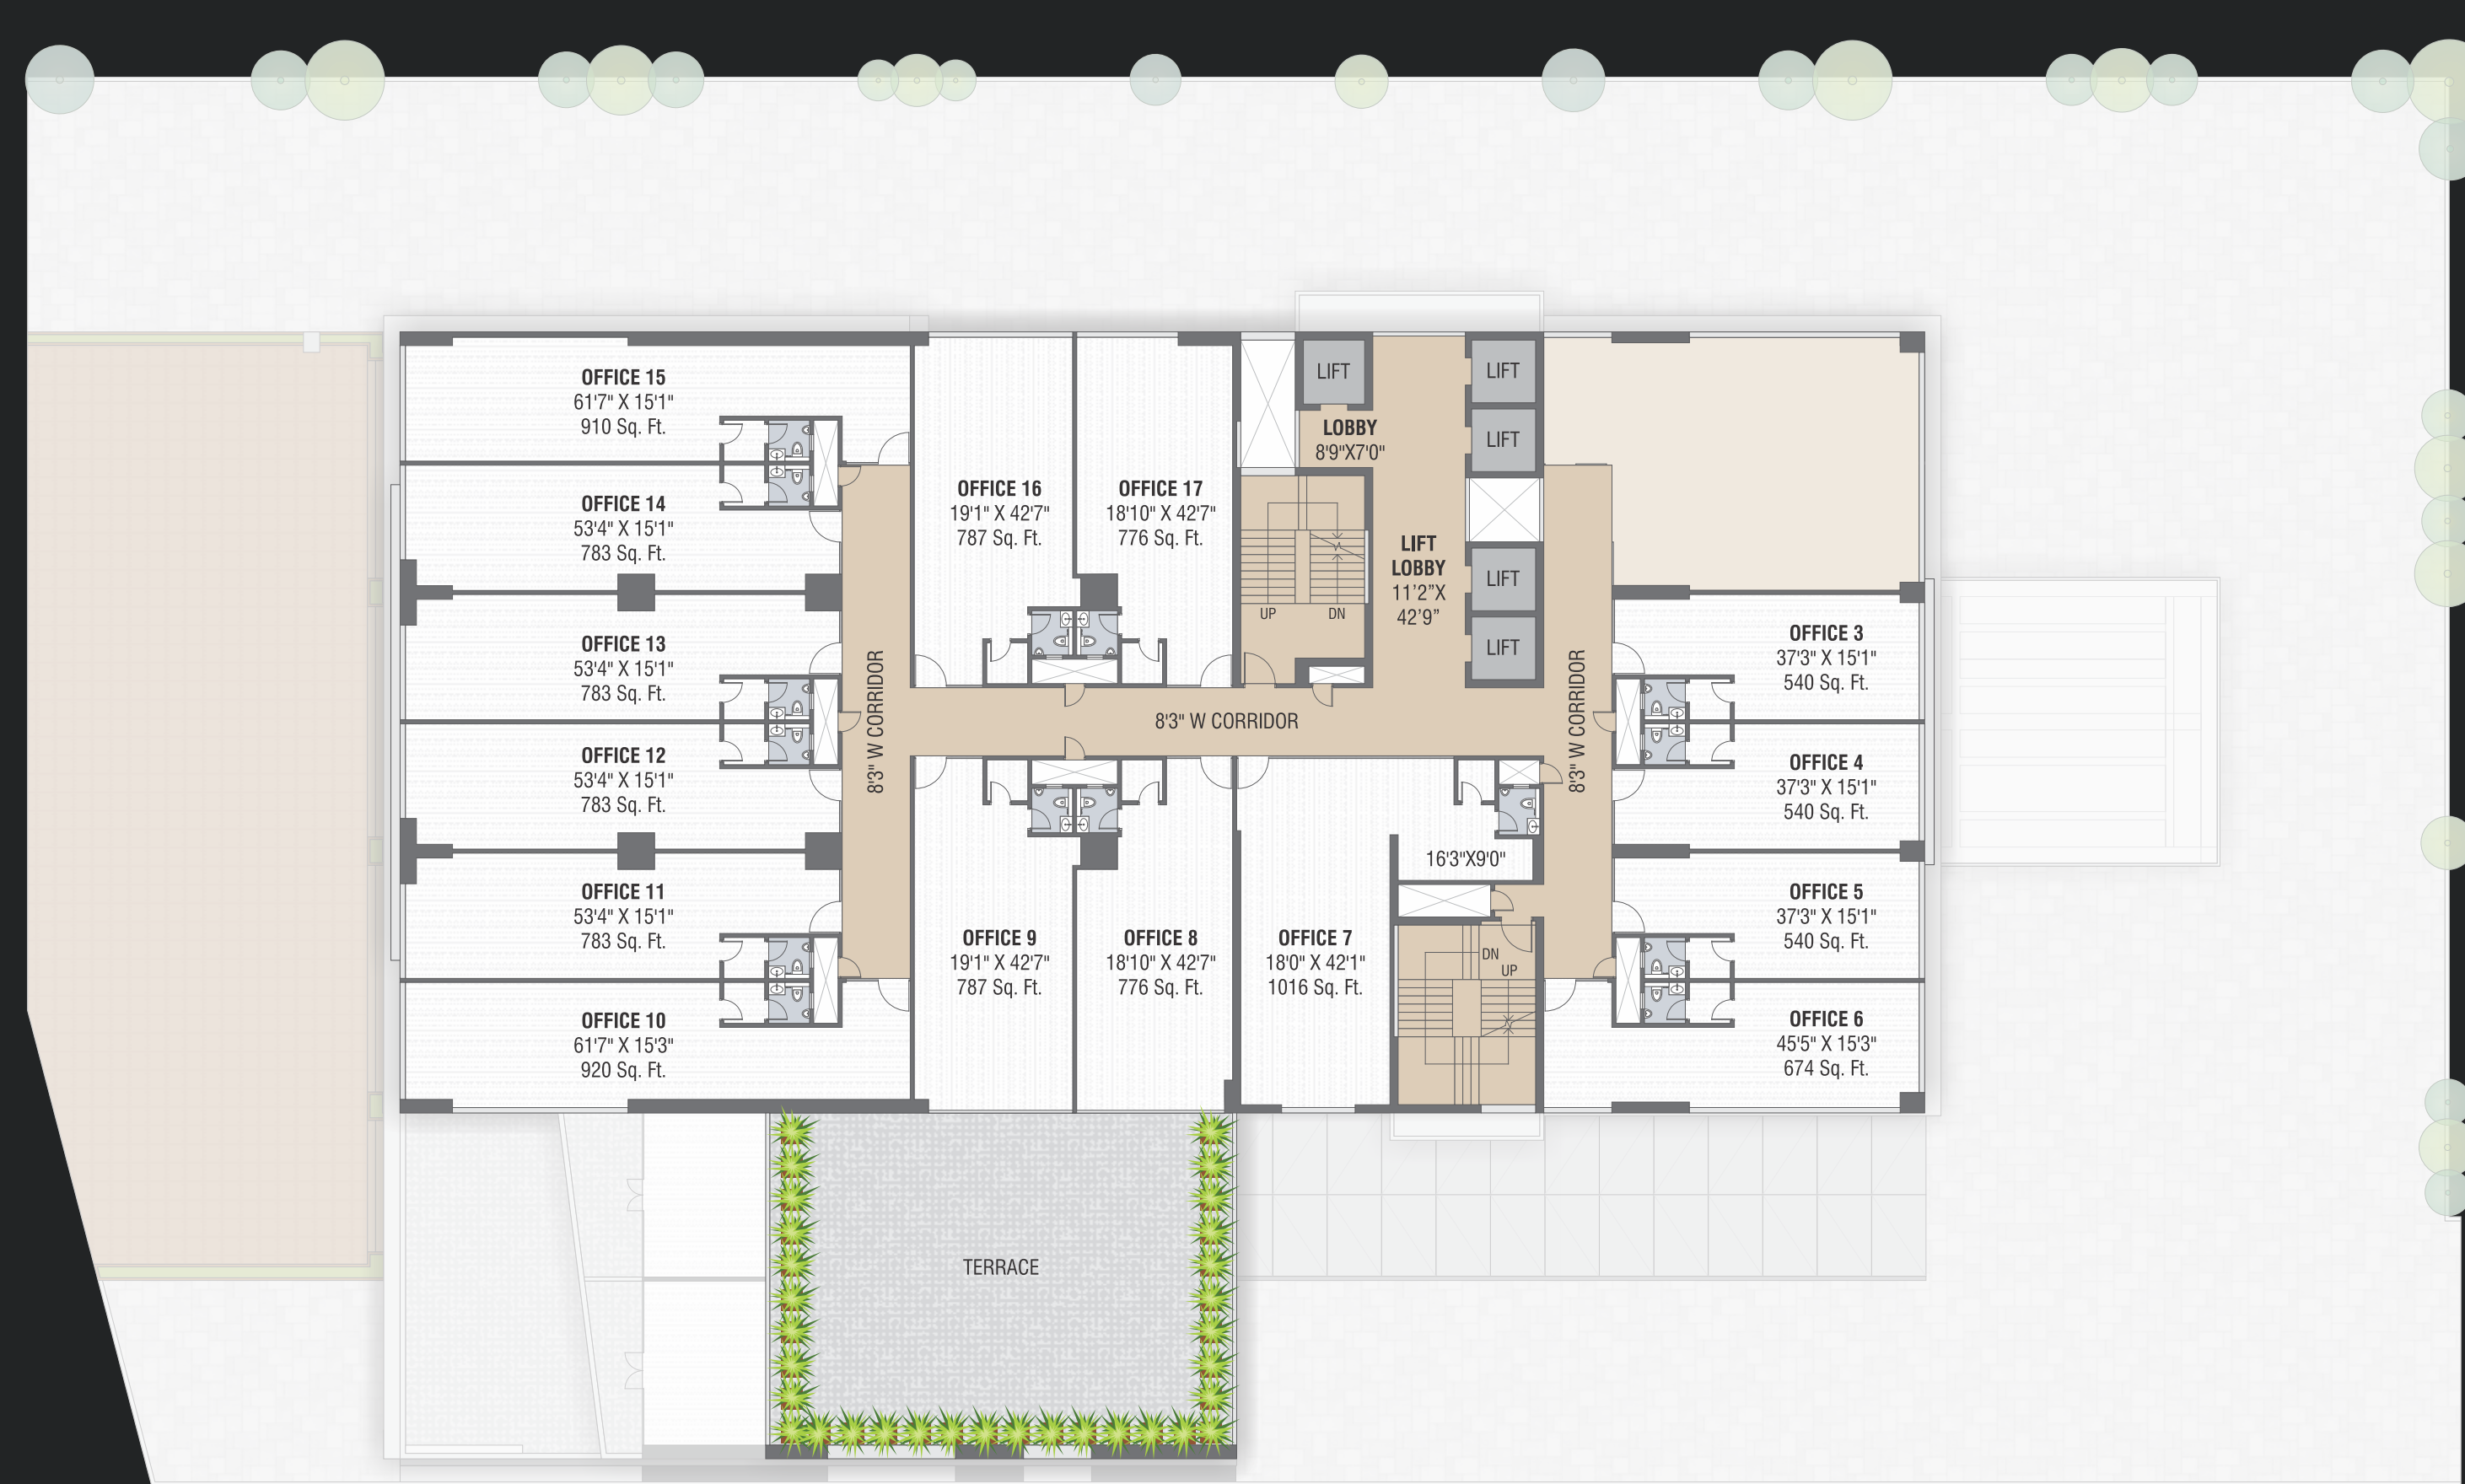 OFFICE 15
61'7" X 15'1"
910 Sq. Ft.
OFFICE 14
53'4" X 15'1"
783 Sq. Ft.
OFFICE 13
53'4" X 15'1"
783 Sq. Ft.
OFFICE 12
53'4" X 15'1"
783 Sq. Ft.
OFFICE 11
53'4" X 15'1"
783 Sq. Ft.
OFFICE 10
61'7" X 15'3"
920 Sq. Ft.
8'3" W CORRIDOR
OFFICE 16
19'1" X 42'7"
787 Sq. Ft.
OFFICE 17
18'10" X 42'7"
776 Sq. Ft.
LIFT
LOBBY
8'9"X7'0"
UP
DN
LIFT
LOBBY
11’2”X
42’9”
LIFT
LIFT
LIFT
LIFT
8'3" W CORRIDOR
8'3" W CORRIDOR
OFFICE 9
19'1" X 42'7"
787 Sq. Ft.
OFFICE 8
18'10" X 42'7"
776 Sq. Ft.
OFFICE 7
18'0" X 42'1"
1016 Sq. Ft.
16'3"X9'0"
DN
UP
OFFICE 3
37'3" X 15'1"
540 Sq. Ft.
OFFICE 4
37'3" X 15'1"
540 Sq. Ft.
OFFICE 5
37'3" X 15'1"
540 Sq. Ft.
OFFICE 6
45'5" X 15'3"
674 Sq. Ft.
TERRACE